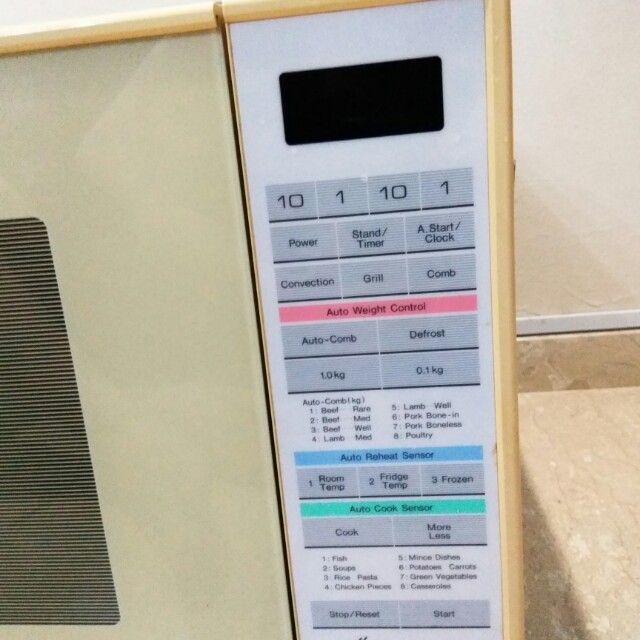 10 1 10 1
Power Stand/ Timer A.Start/ Clock
Convection Grill Comb
Auto Weight Control
Auto-Comb Defrost
1.0kg 0.1kg
Auto-Comb(kg)
1: Beef Rare
2: Beef Med
3: Beef Well
4: Lamb Med
5: Lamb Well
6: Pork Bone-in
7: Pork Boneless
8: Poultry
Auto Reheat Sensor
1 Room Temp 2 Fridge Temp 3 Frozen
Auto Cook Sensor
Cook More Less
1: Fish
2: Soups
3: Rice Pasta
4: Chicken Pieces
5: Mince Dishes
6: Potatoes Carrots
7: Green Vegetables
8: Casseroles
Stop/Reset Start